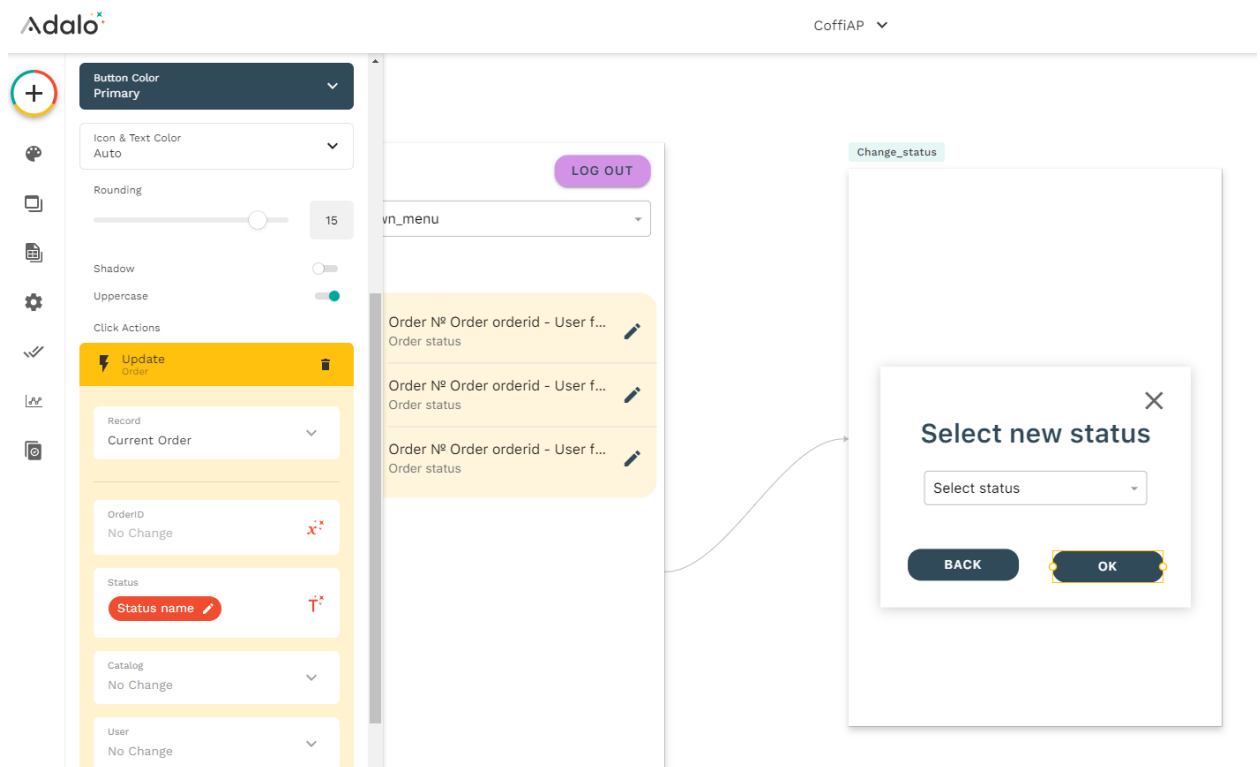 Adalo
CoffiAP
Button Color
Primary
Icon & Text Color
Auto
Rounding
15
Shadow
Uppercase
Click Actions
Update
Order
Record
Current Order
OrderID
No Change
Status
Status name
Catalog
No Change
User
No Change
LOG OUT
wn_menu
Order № Order orderid - User f...
Order status
Order № Order orderid - User f...
Order status
Order № Order orderid - User f...
Order status
Change_status
Select new status
Select status
BACK
OK